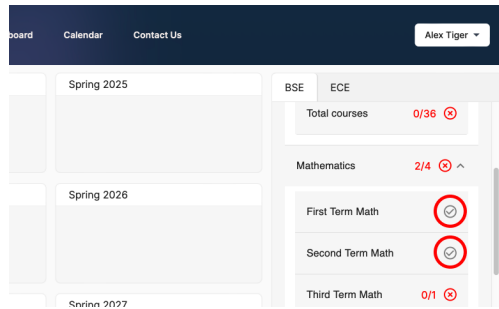 Calendar
Contact Us
Alex Tiger
Spring 2025
BSE
ECE
Total courses
0/36
Mathematics
2/4
Spring 2026
First Term Math
Second Term Math
Third Term Math
0/1
Spring 2027